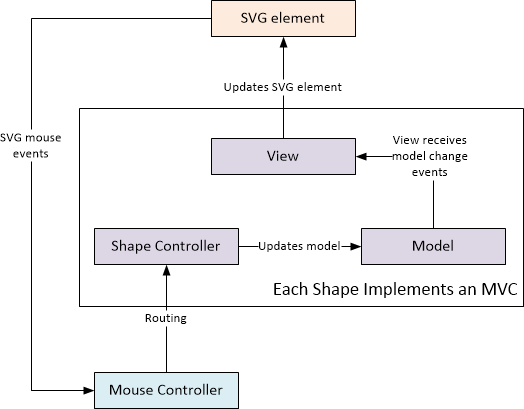 SVG element
Updates SVG element
SVG mouse
events
View
View receives
model change
events
Shape Controller
Updates model
Model
Each Shape Implements an MVC
Routing
Mouse Controller